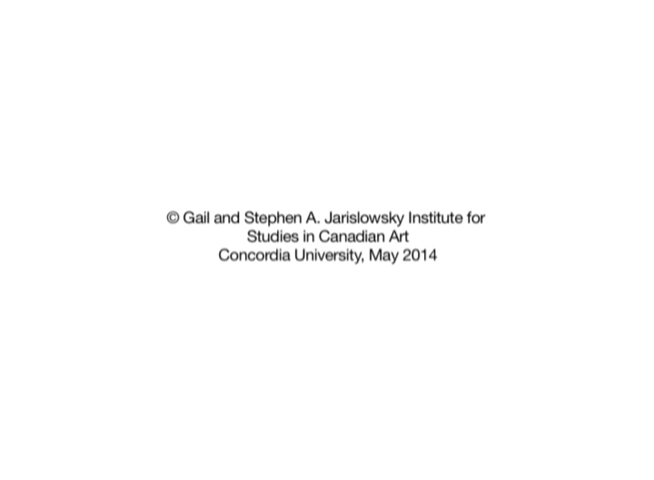 © Gail and Stephen A. Jarislowsky Institute for
Studies in Canadian Art
Concordia University, May 2014